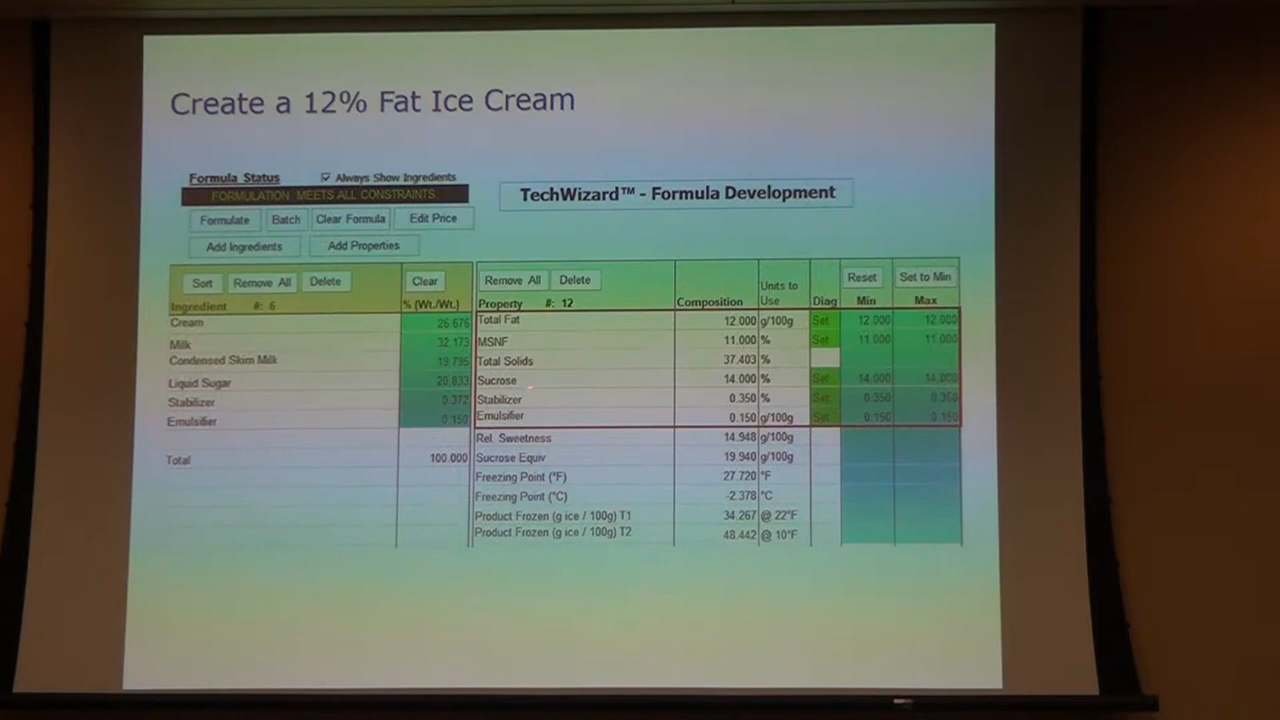 Create a 12% Fat Ice Cream
Formula Status Always Show Ingredients
FORMULATION MEETS ALL CONSTRAINTS
TechWizard™ - Formula Development
Formulate Batch Clear Formula Edit Price
Add Ingredients Add Properties
Sort Remove All Delete Clear Remove All Delete Units to Use Reset Set to Min
Ingredient #: 6 % (Wt./Wt.) Property #: 12 Composition Diag Min Max
Cream 26.676 Total Fat 12.000 g/100g Set 12.000 12.000
Milk 32.173 MSNF 11.000 % Set 11.000 11.000
Condensed Skim Milk 19.795 Total Solids 37.403 %
Liquid Sugar 20.833 Sucrose 14.000 % Set 14.000 14.000
Stabilizer 0.372 Stabilizer 0.350 % Set 0.350 0.350
Emulsifier 0.150 Emulsifier 0.150 g/100g Set 0.150 0.150
Rel. Sweetness 14.948 g/100g
Total 100.000 Sucrose Equiv 19.940 g/100g
Freezing Point (°F) 27.720 °F
Freezing Point (°C) -2.378 °C
Product Frozen (g ice / 100g) T1 34.267 @ 22°F
Product Frozen (g ice / 100g) T2 48.442 @ 10°F